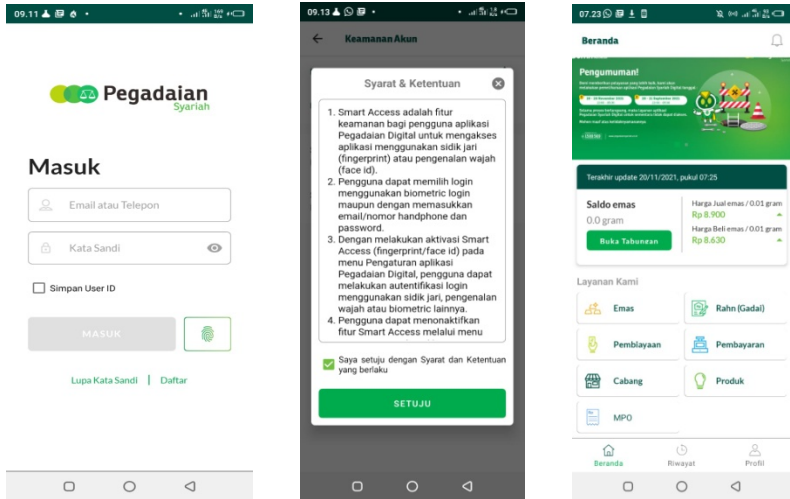 09.11
Pegadaian
Syariah
Masuk
Email atau Telepon
Kata Sandi
Simpan User ID
MASUK
Lupa Kata Sandi | Daftar
09.13
Keamanan Akun
Syarat & Ketentuan
1. Smart Access adalah fitur
keamanan bagi pengguna aplikasi
Pegadaian Digital untuk mengakses
aplikasi menggunakan sidik jari
(fingerprint) atau pengenalan wajah
(face id).
2. Pengguna dapat memilih login
menggunakan biometric login
maupun dengan memasukkan
email/nomor handphone dan
password.
3. Dengan melakukan aktivasi Smart
Access (fingerprint/face id) pada
menu Pengaturan aplikasi
Pegadaian Digital, pengguna dapat
melakukan autentifikasi login
menggunakan sidik jari, pengenalan
wajah atau biometric lainnya.
4. Pengguna dapat menonaktifkan
fitur Smart Access melalui menu
Saya setuju dengan Syarat dan Ketentuan
yang berlaku
SETUJU
07.23
Beranda
Pengumuman!
Terakhir update 20/11/2021, pukul 07:25
Saldo emas
0.0 gram
Buka Tabungan
Harga Jual emas / 0.01 gram
Rp 8.900
Harga Beli emas / 0.01 gram
Rp 8.630
Layanan Kami
Emas
Rahn (Gadai)
Pembiayaan
Pembayaran
Cabang
Produk
MPO
Beranda
Riwayat
Profil